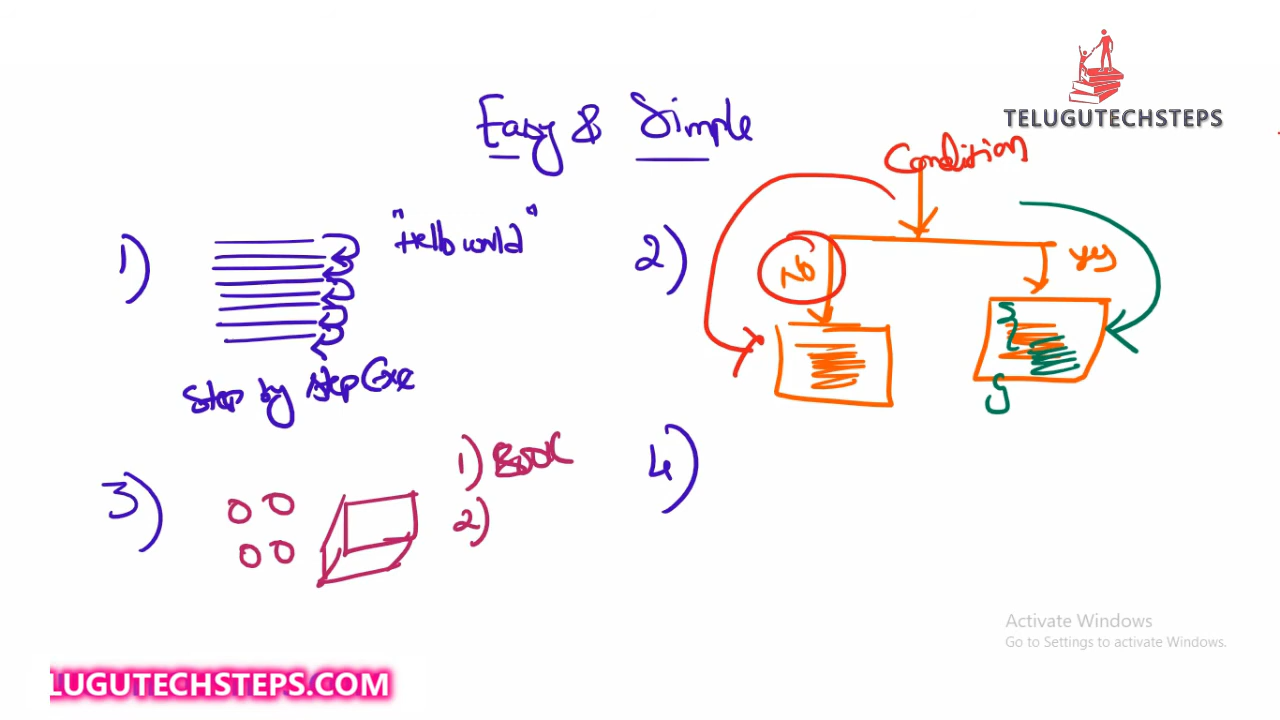 TELUGUTECHSTEPS
Easy & Simple
Condition
1)
"Hello world"
2)
No
yes
Step by step Exe
3)
1) Book
2)
4)
Activate Windows
Go to Settings to activate Windows.
LUGUTECHSTEPS.COM